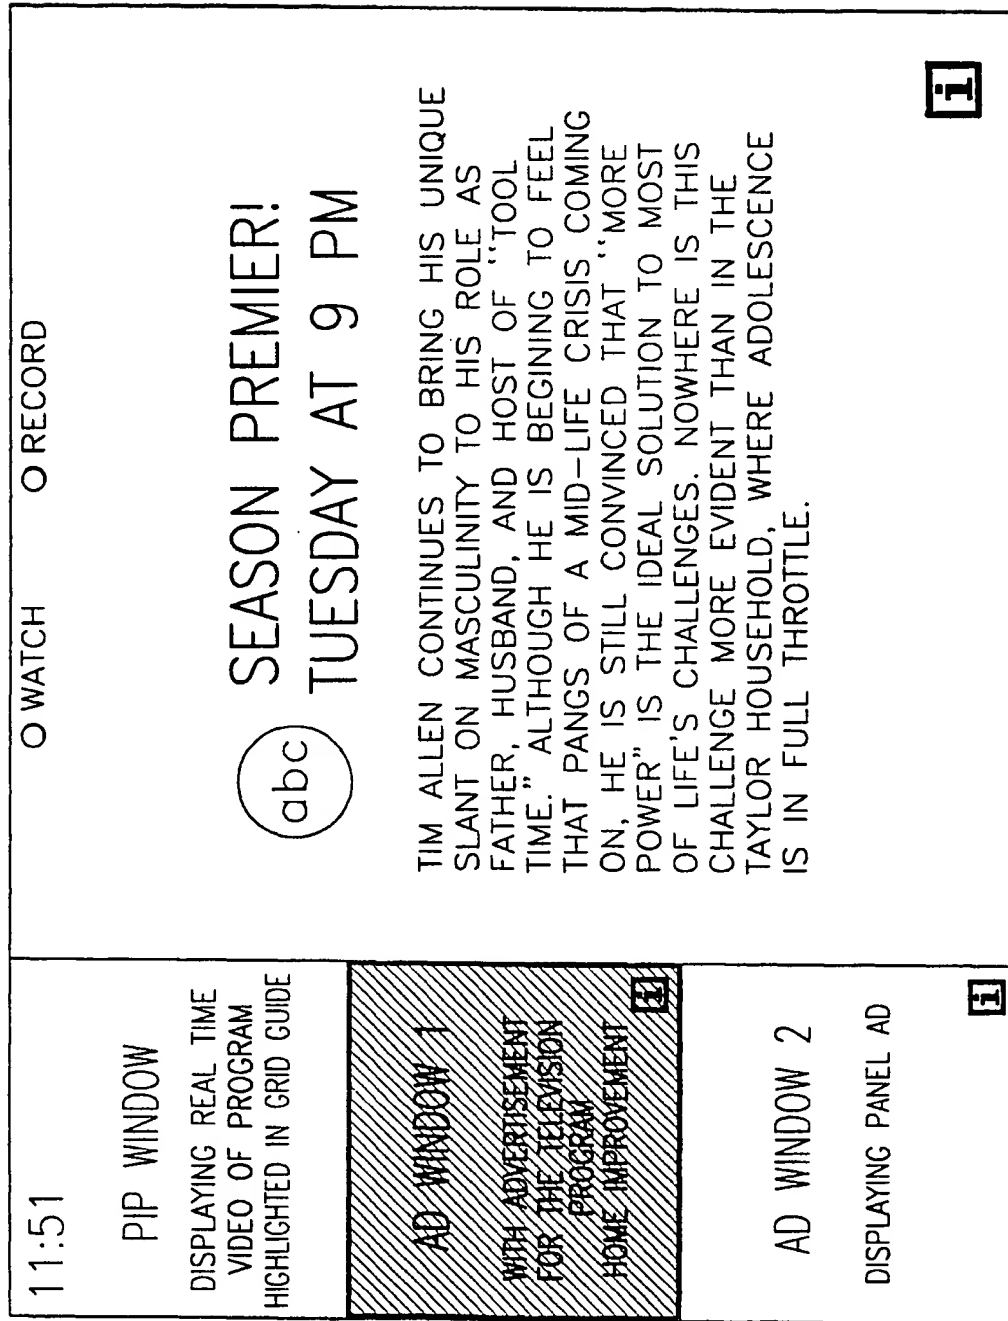 11:51
PIP WINDOW
DISPLAYING REAL TIME
VIDEO OF PROGRAM
HIGHLIGHTED IN GRID GUIDE
AD WINDOW 1
WITH ADVERTISEMENT
FOR THE TELEVISION
PROGRAM
HOME IMPROVEMENT
i
AD WINDOW 2
DISPLAYING PANEL AD
i
O WATCH O RECORD
abc
SEASON PREMIER!
TUESDAY AT 9 PM
TIM ALLEN CONTINUES TO BRING HIS UNIQUE
SLANT ON MASCULINITY TO HIS ROLE AS
FATHER, HUSBAND, AND HOST OF "TOOL
TIME." ALTHOUGH HE IS BEGINING TO FEEL
THAT PANGS OF A MID-LIFE CRISIS COMING
ON, HE IS STILL CONVINCED THAT "MORE
POWER" IS THE IDEAL SOLUTION TO MOST
OF LIFE'S CHALLENGES. NOWHERE IS THIS
CHALLENGE MORE EVIDENT THAN IN THE
TAYLOR HOUSEHOLD, WHERE ADOLESCENCE
IS IN FULL THROTTLE.
i